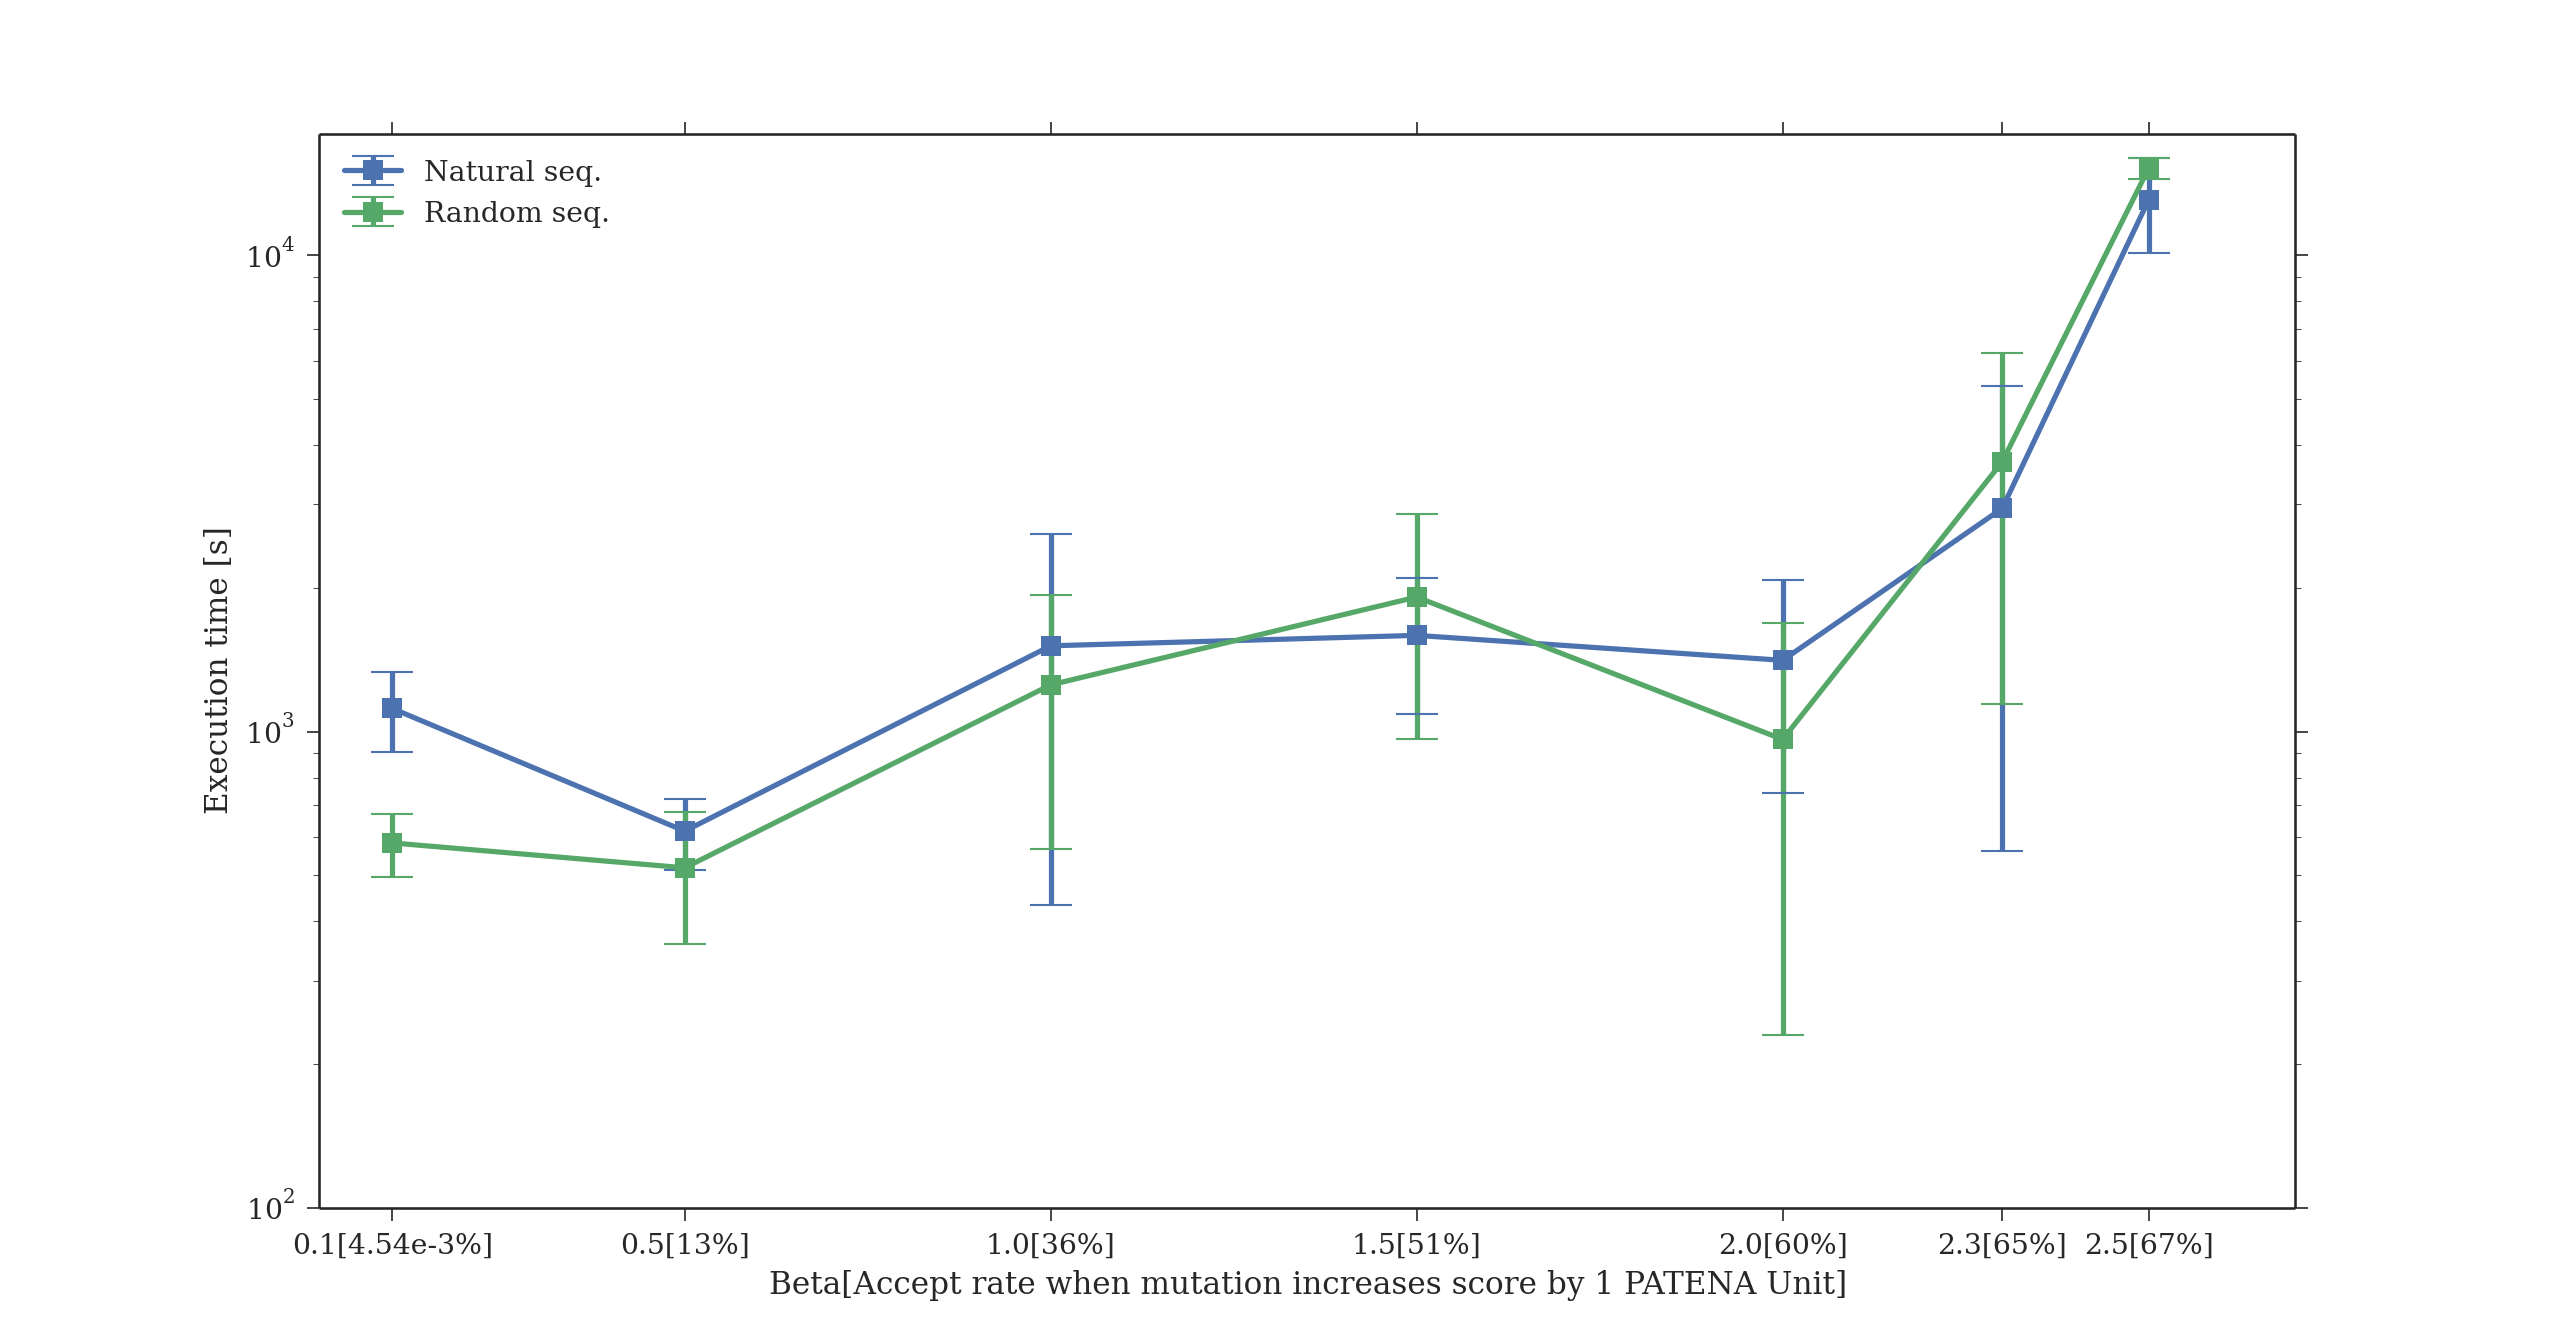 Natural seq.
Random seq.
10^4
10^3
10^2
Execution time [s]
0.1[4.54e-3%] 0.5[13%] 1.0[36%] 1.5[51%] 2.0[60%] 2.3[65%] 2.5[67%]
Beta[Accept rate when mutation increases score by 1 PATENA Unit]